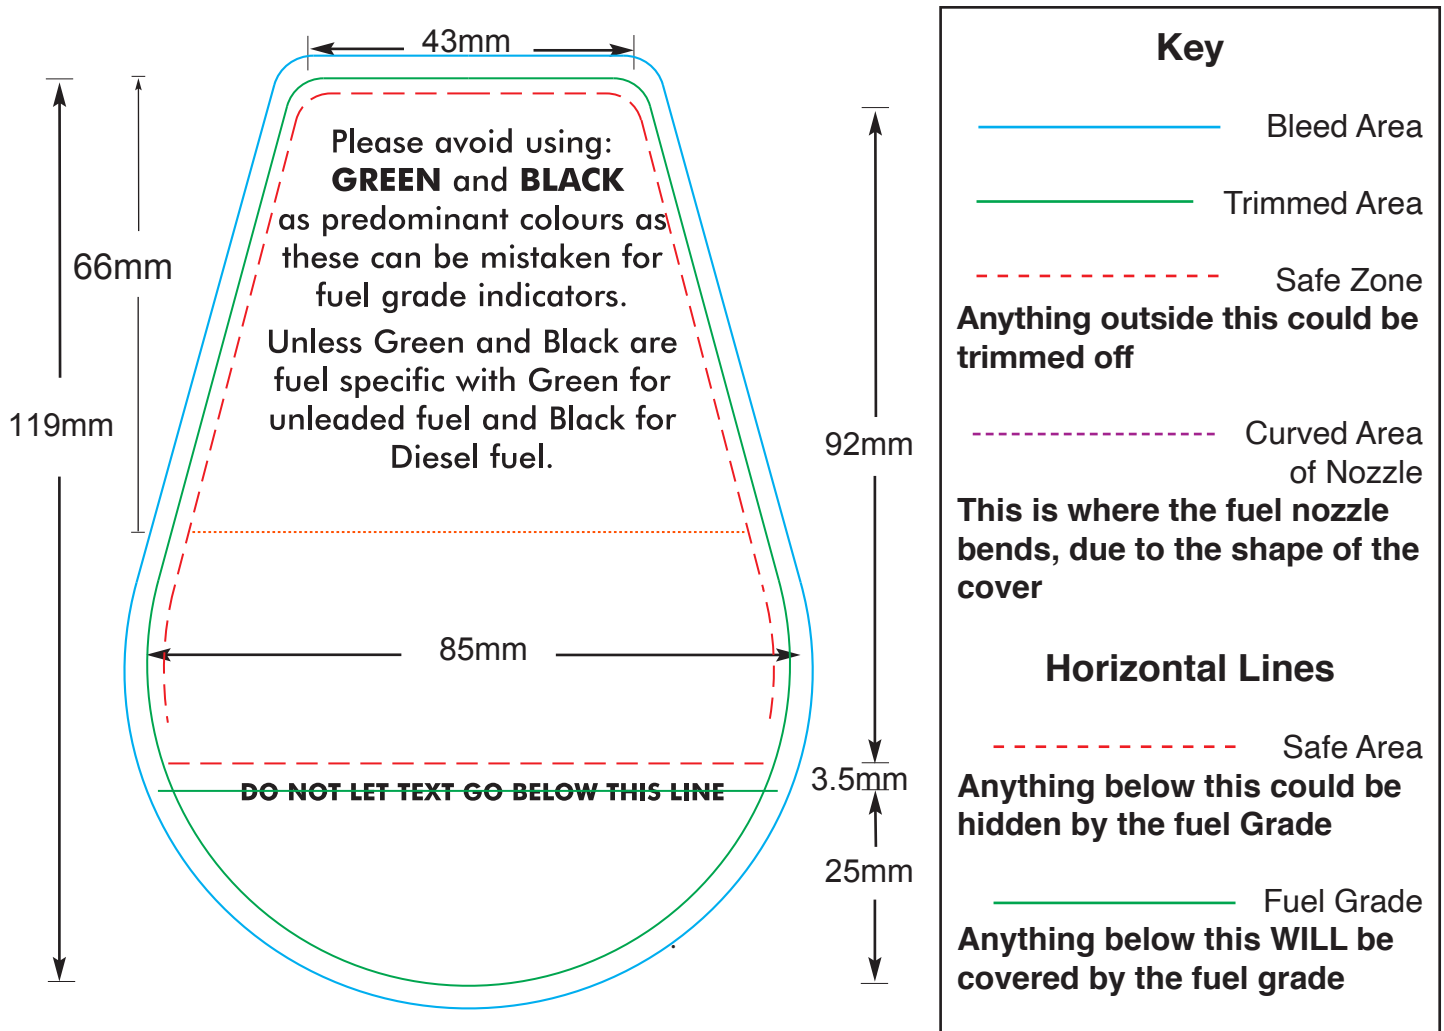 43mm
Please avoid using:
GREEN and BLACK
as predominant colours as
these can be mistaken for
fuel grade indicators.
Unless Green and Black are
fuel specific with Green for
unleaded fuel and Black for
Diesel fuel.
66mm
119mm
92mm
85mm
3.5mm
DO NOT LET TEXT GO BELOW THIS LINE
25mm
Key
Bleed Area
Trimmed Area
Safe Zone
Anything outside this could be
trimmed off
Curved Area
of Nozzle
This is where the fuel nozzle
bends, due to the shape of the
cover
Horizontal Lines
Safe Area
Anything below this could be
hidden by the fuel Grade
Fuel Grade
Anything below this WILL be
covered by the fuel grade